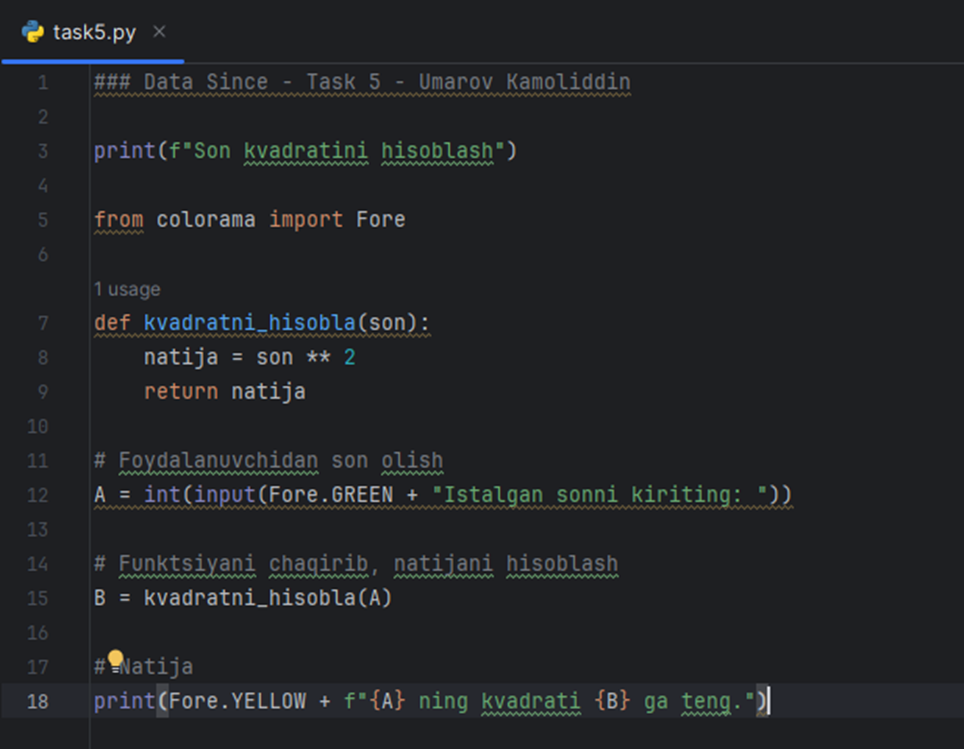 task5.py ×
1 ### Data Since - Task 5 - Umarov Kamoliddin
2
3 print(f"Son kvadratini hisoblash")
4
5 from colorama import Fore
6
1 usage
7 def kvadratni_hisobla(son):
8     natija = son ** 2
9     return natija
10
11 # Foydalanuvchidan son olish
12 A = int(input(Fore.GREEN + "Istalgan sonni kiriting: "))
13
14 # Funktsiyani chaqirib, natijani hisoblash
15 B = kvadratni_hisobla(A)
16
17 # Natija
18 print(Fore.YELLOW + f"{A} ning kvadrati {B} ga teng.")